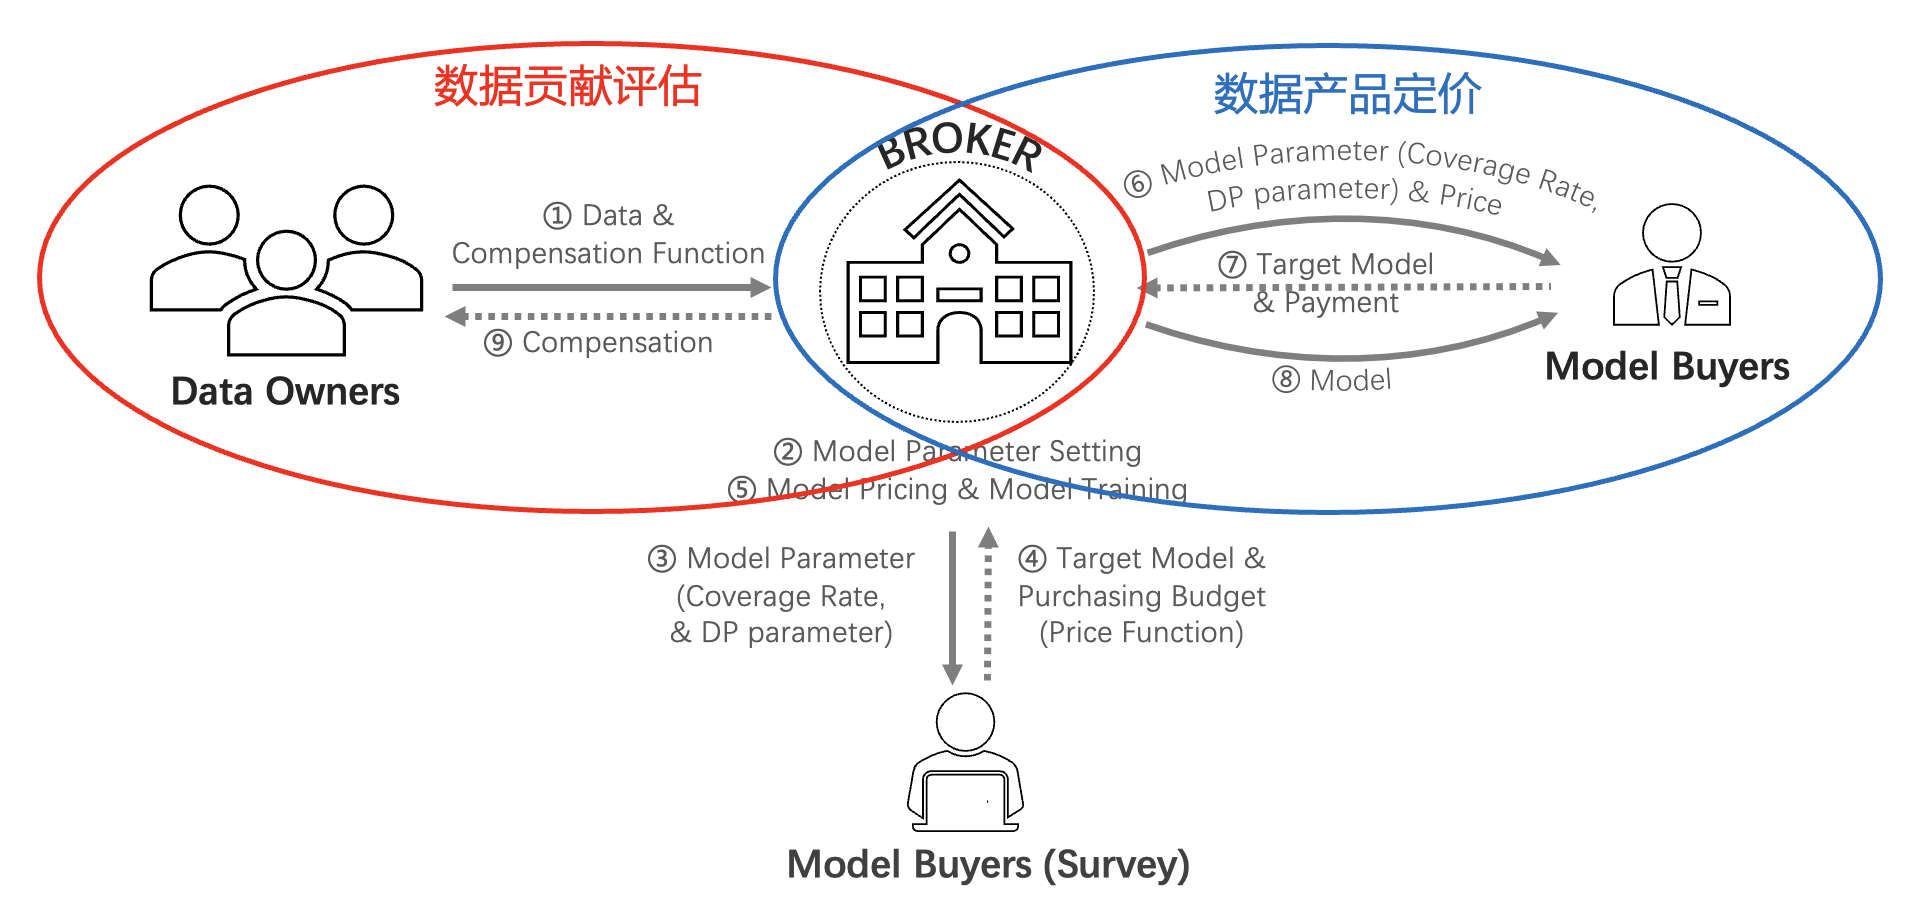 数据贡献评估
数据产品定价
BROKER
① Data &
Compensation Function
⑨ Compensation
Data Owners
⑥ Model Parameter (Coverage Rate,
DP parameter) & Price
⑦ Target Model
& Payment
⑧ Model
Model Buyers
② Model Parameter Setting
⑤ Model Pricing & Model Training
③ Model Parameter
(Coverage Rate,
& DP parameter)
④ Target Model &
Purchasing Budget
(Price Function)
Model Buyers (Survey)